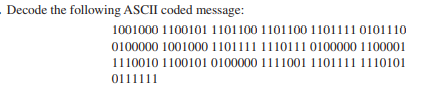 . Decode the following ASCII coded message:
1001000 1100101 1101100 1101100 1101111 0101110
0100000 1001000 1101111 1110111 0100000 1100001
1110010 1100101 0100000 1111001 1101111 1110101
0111111